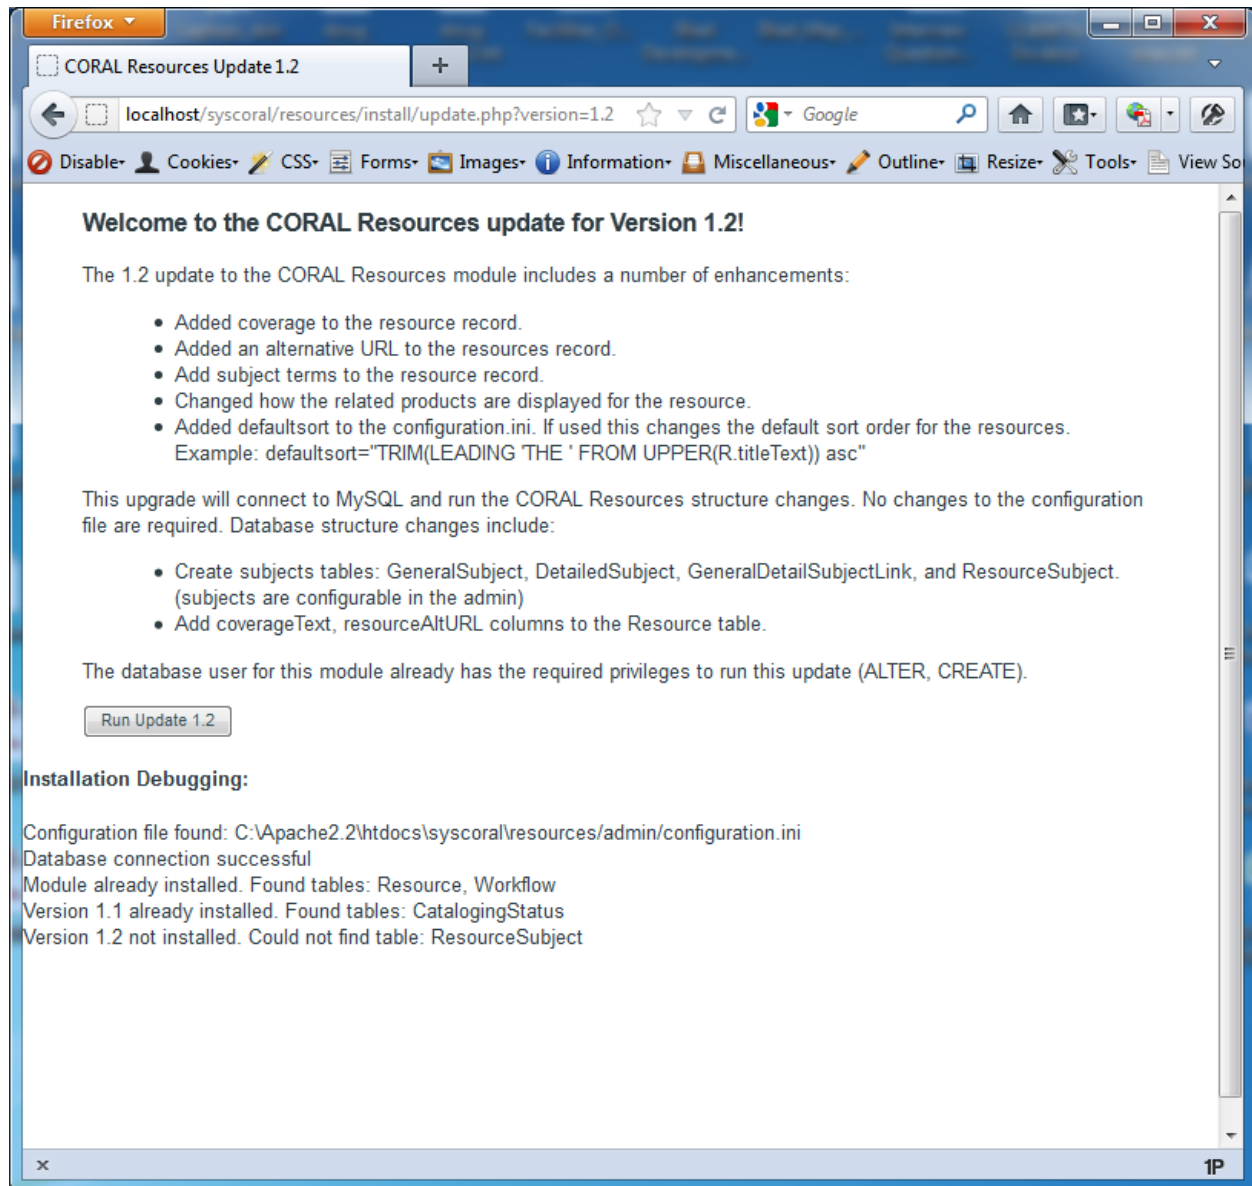 Firefox
CORAL Resources Update 1.2
localhost/syscoral/resources/install/update.php?version=1.2
Google
Disable Cookies CSS Forms Images Information Miscellaneous Outline Resize Tools View So
Welcome to the CORAL Resources update for Version 1.2!
The 1.2 update to the CORAL Resources module includes a number of enhancements:
• Added coverage to the resource record.
• Added an alternative URL to the resources record.
• Add subject terms to the resource record.
• Changed how the related products are displayed for the resource.
• Added defaultsort to the configuration.ini. If used this changes the default sort order for the resources.
Example: defaultsort="TRIM(LEADING 'THE ' FROM UPPER(R.titleText)) asc"
This upgrade will connect to MySQL and run the CORAL Resources structure changes. No changes to the configuration
file are required. Database structure changes include:
• Create subjects tables: GeneralSubject, DetailedSubject, GeneralDetailSubjectLink, and ResourceSubject.
(subjects are configurable in the admin)
• Add coverageText, resourceAltURL columns to the Resource table.
The database user for this module already has the required privileges to run this update (ALTER, CREATE).
Run Update 1.2
Installation Debugging:
Configuration file found: C:\Apache2.2\htdocs\syscoral\resources/admin/configuration.ini
Database connection successful
Module already installed. Found tables: Resource, Workflow
Version 1.1 already installed. Found tables: CatalogingStatus
Version 1.2 not installed. Could not find table: ResourceSubject
x
1P